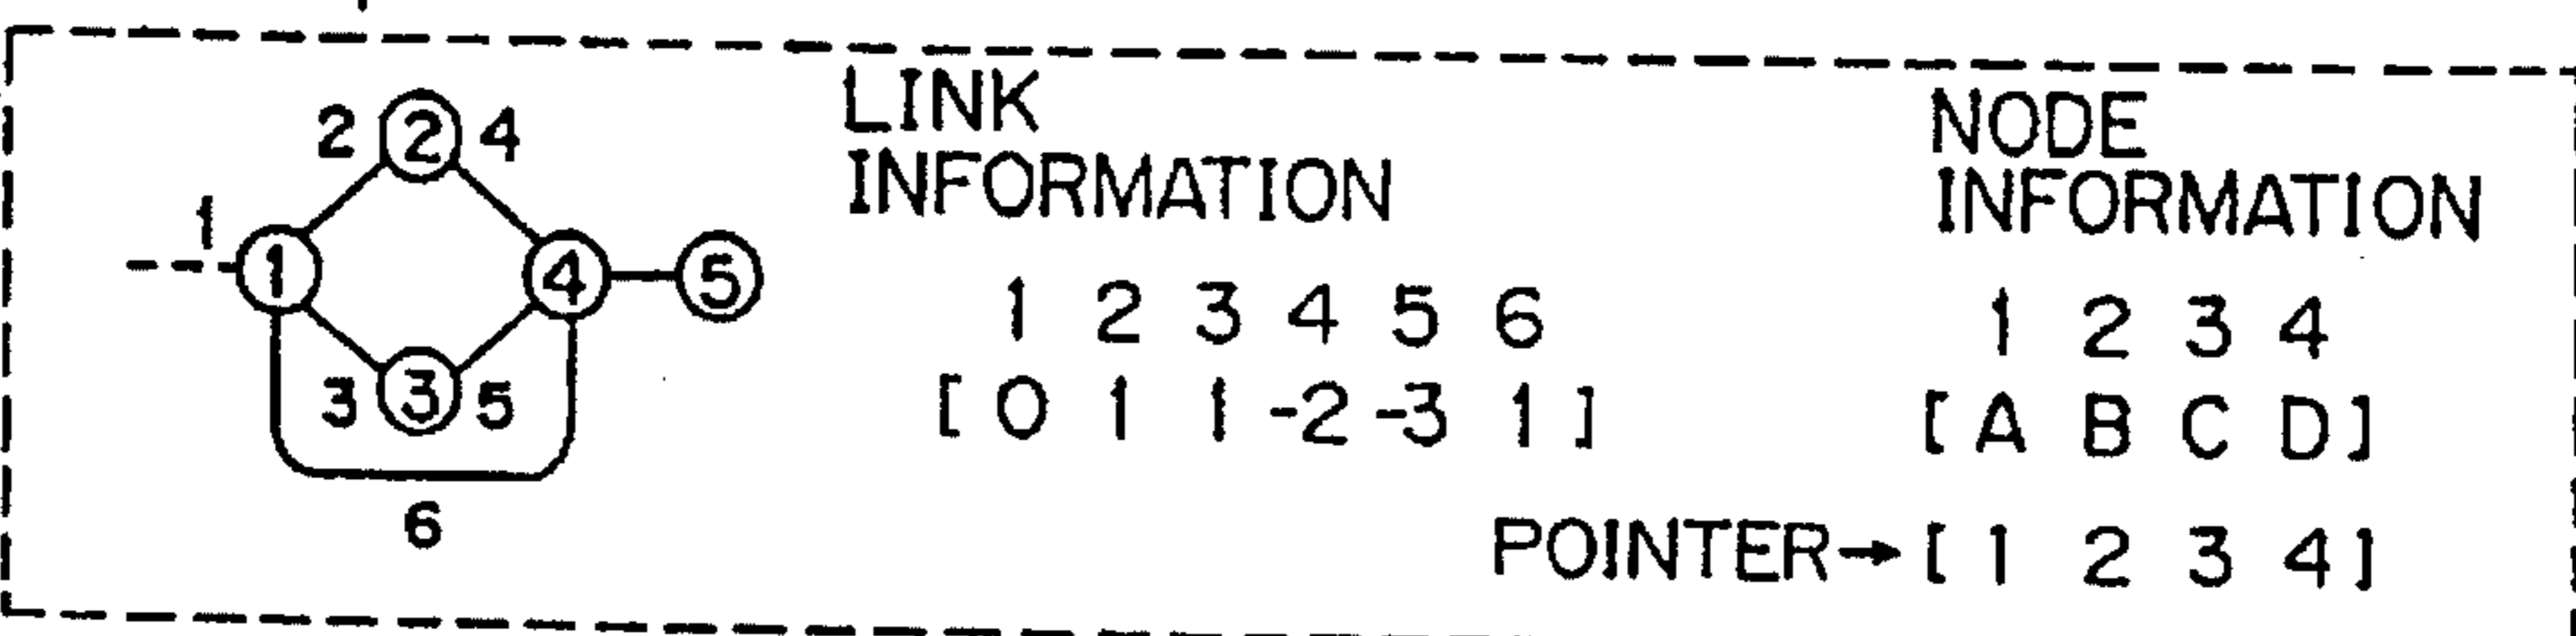 2 ② 4
1
① ④ ⑤
3 ③ 5
6
LINK
INFORMATION
1 2 3 4 5 6
[ 0 1 1 -2 -3 1 ]
NODE
INFORMATION
1 2 3 4
[ A B C D ]
POINTER→[ 1 2 3 4 ]